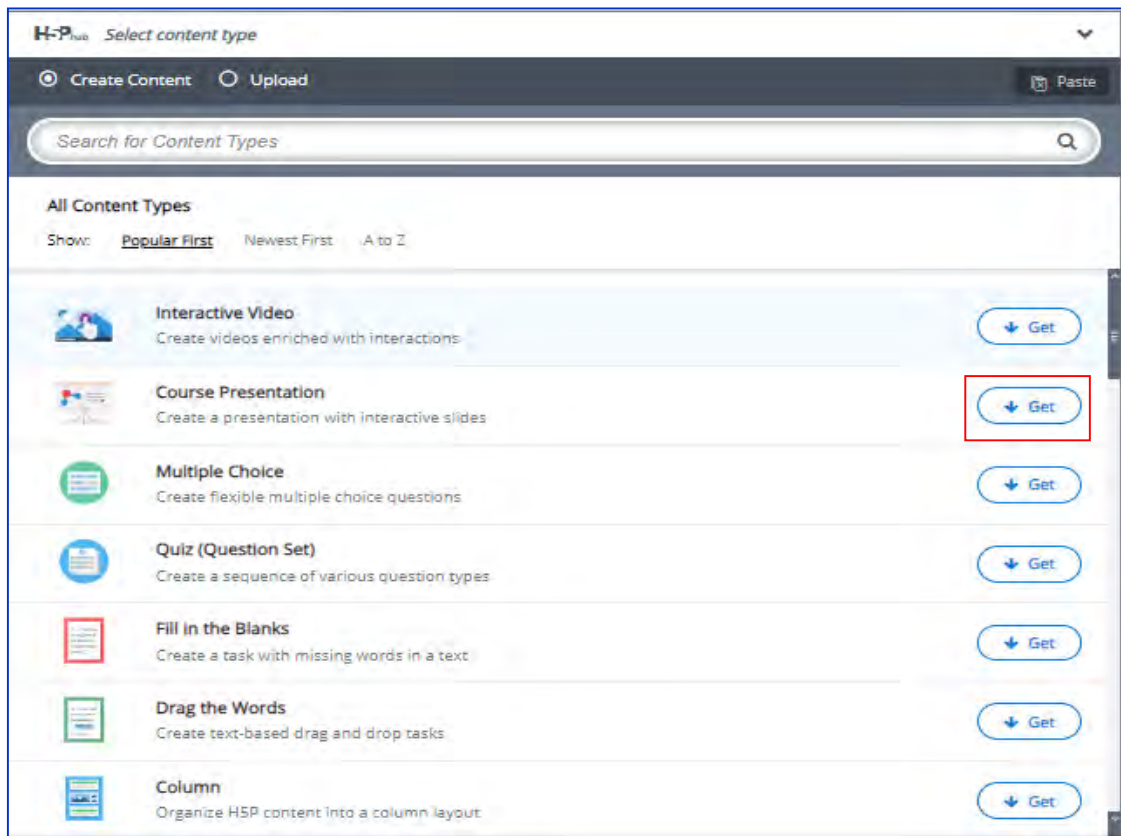 H5Phub Select content type
Create Content Upload Paste
Search for Content Types
All Content Types
Show: Popular First Newest First A to Z
Interactive Video
Create videos enriched with interactions
Get
Course Presentation
Create a presentation with interactive slides
Get
Multiple Choice
Create flexible multiple choice questions
Get
Quiz (Question Set)
Create a sequence of various question types
Get
Fill in the Blanks
Create a task with missing words in a text
Get
Drag the Words
Create text-based drag and drop tasks
Get
Column
Organize H5P content into a column layout
Get